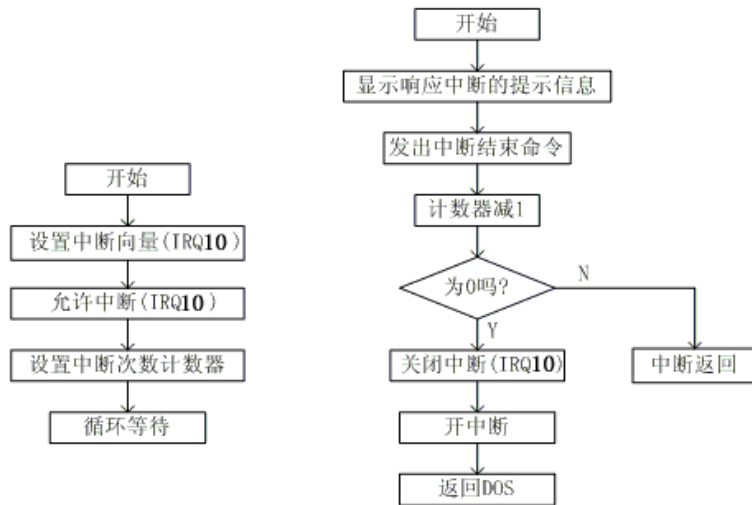 开始
设置中断向量(IRQ10)
允许中断(IRQ10)
设置中断次数计数器
循环等待
开始
显示响应中断的提示信息
发出中断结束命令
计数器减1
为0吗?
N
Y
关闭中断(IRQ10)
中断返回
开中断
返回DOS